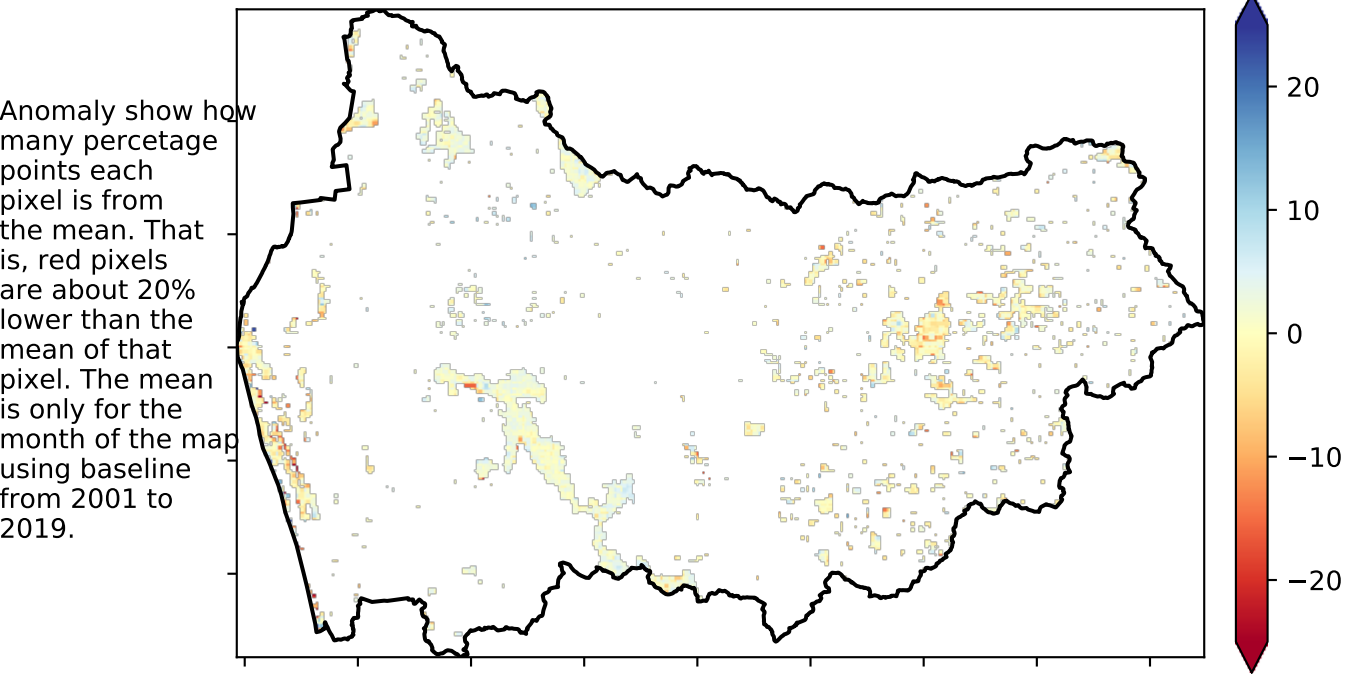 Anomaly show how
many percetage
points each
pixel is from
the mean. That
is, red pixels
are about 20%
lower than the
mean of that
pixel. The mean
is only for the
month of the map
using baseline
from 2001 to
2019.
20
10
0
−10
−20